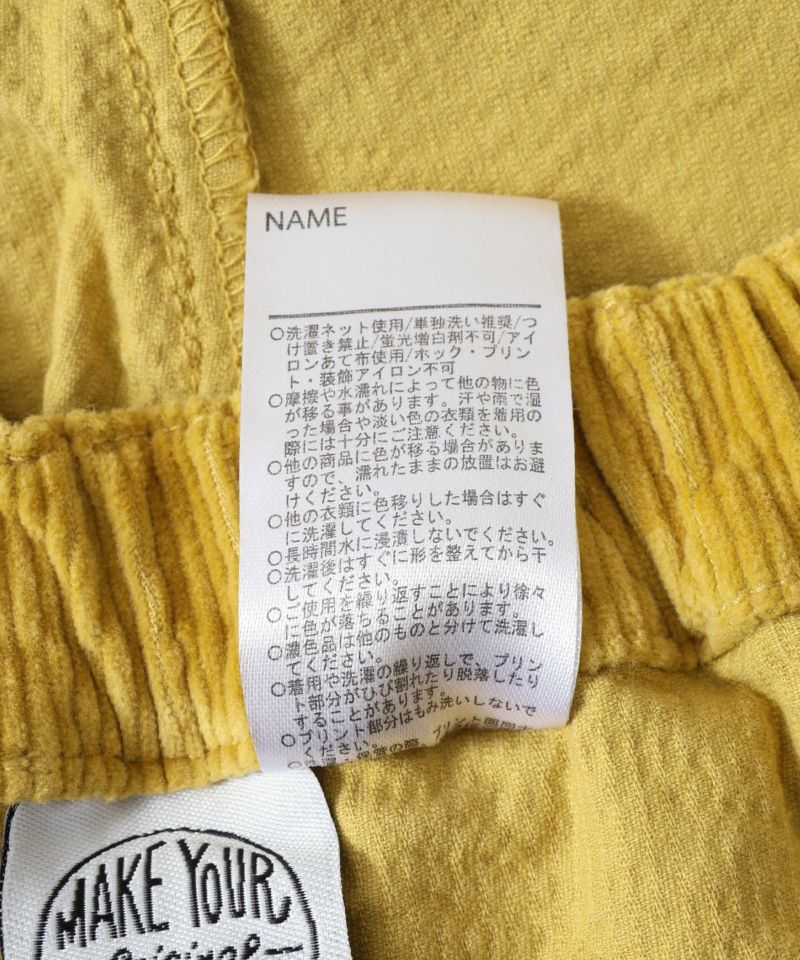 NAME
○洗濯ネット使用/単独洗い推奨/つ
け置き禁止/蛍光増白剤不可/アイ
ロンあて布使用/ホック・プリン
ト・装飾アイロン不可
○摩擦や水濡れによって他の物に色
が移る事があります。汗や雨で湿
った場合や淡い色の衣類を着用の
際には十分にご注意ください。
○他の商品に色が移る場合がありま
すので、濡れたままの放置はお避
けください。
○他の衣類に色移りした場合はすぐ
に洗濯してください。
○長時間水に浸漬しないでください。
○洗濯後はすぐに形を整えてから干
してください。
○ご使用を繰り返すことにより徐々
に色が落ちることがあります。
○濃色品は他のものと分けて洗濯し
てください。
○着用や洗濯の繰り返しで、プリン
ト部分がひび割れたり脱落したり
することがあります。
○プリント部分はもみ洗いしないで
ください。
○洗濯・保管の際、
MAKE YOUR